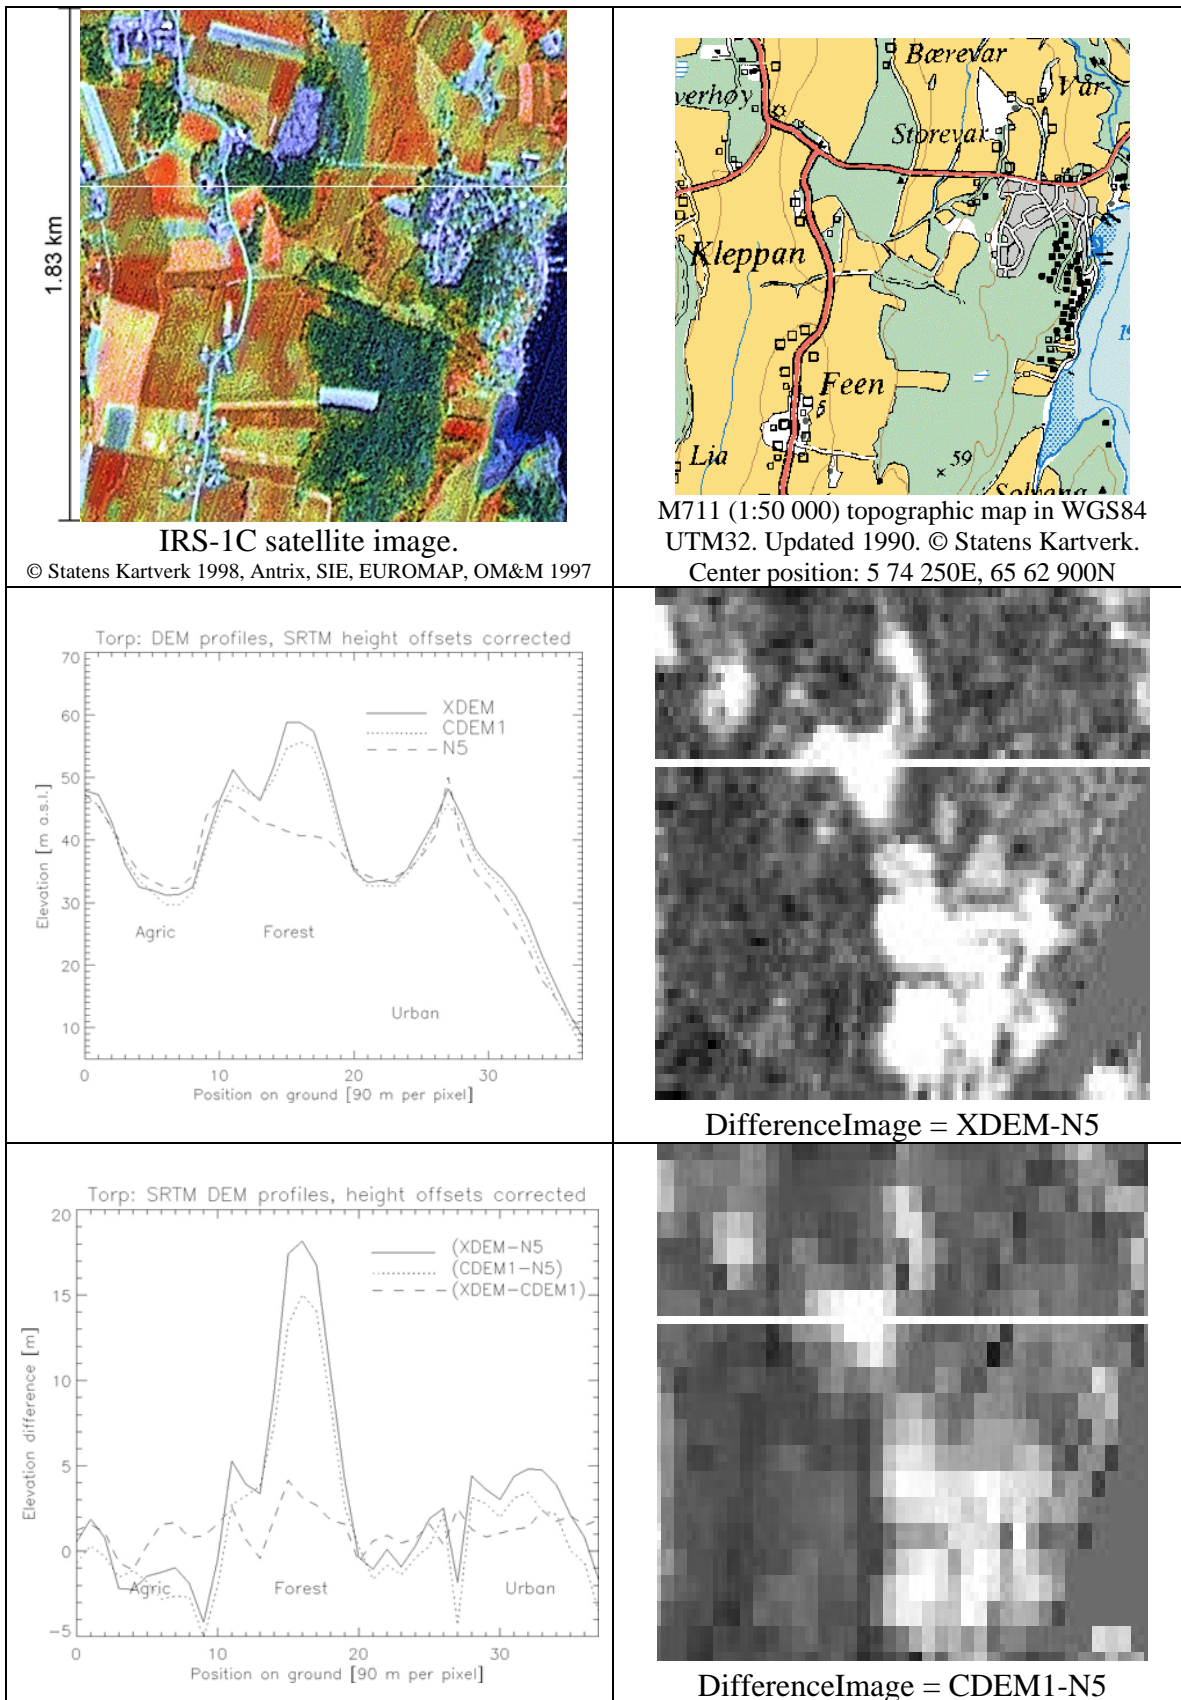 1.83 km
IRS-1C satellite image.
© Statens Kartverk 1998, Antrix, SIE, EUROMAP, OM&M 1997
Bærevar
verhøy
Vår-
Storevar
Kleppan
Feen
5
Lia
59
Solvang
19
M711 (1:50 000) topographic map in WGS84
UTM32. Updated 1990. © Statens Kartverk.
Center position: 5 74 250E, 65 62 900N
Torp: DEM profiles, SRTM height offsets corrected
70
60
50
40
30
20
10
Elevation [m a.s.l.]
XDEM
CDEM1
N5
Agric
Forest
Urban
0 10 20 30
Position on ground [90 m per pixel]
DifferenceImage = XDEM-N5
Torp: SRTM DEM profiles, height offsets corrected
20
15
10
5
0
-5
Elevation difference [m]
(XDEM-N5
(CDEM1-N5)
(XDEM-CDEM1)
Agric
Forest
Urban
0 10 20 30
Position on ground [90 m per pixel]
DifferenceImage = CDEM1-N5